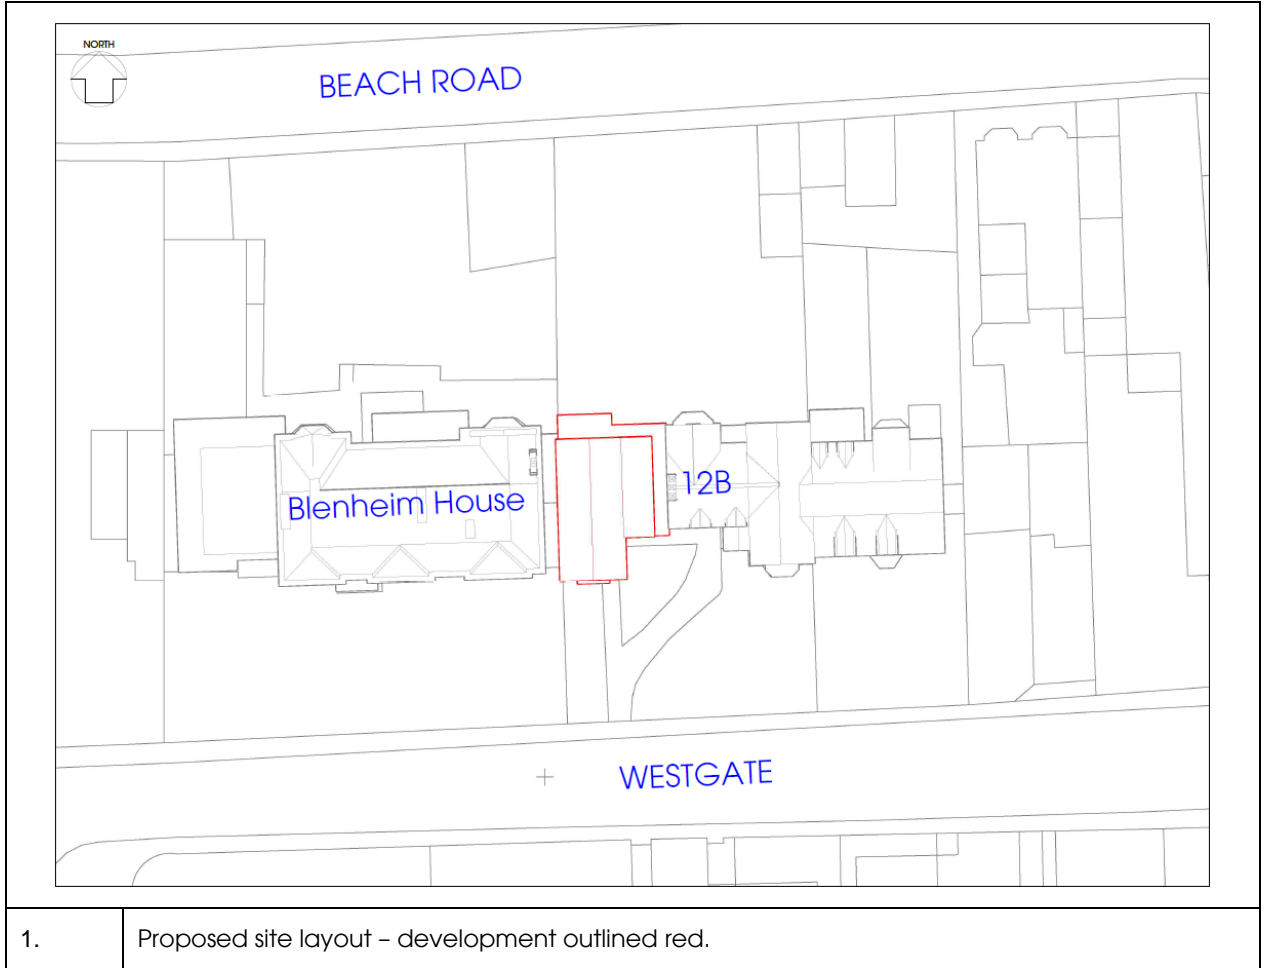 NORTH
BEACH ROAD
12B
Blenheim House
WESTGATE
1. Proposed site layout – development outlined red.